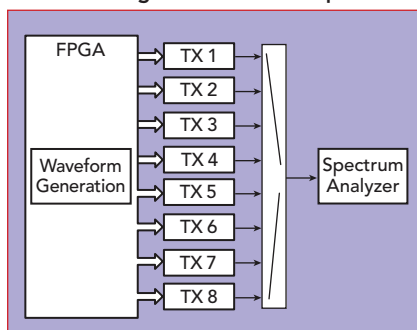 FPGA
Waveform
Generation
TX 1
TX 2
TX 3
TX 4
TX 5
TX 6
TX 7
TX 8
Spectrum
Analyzer